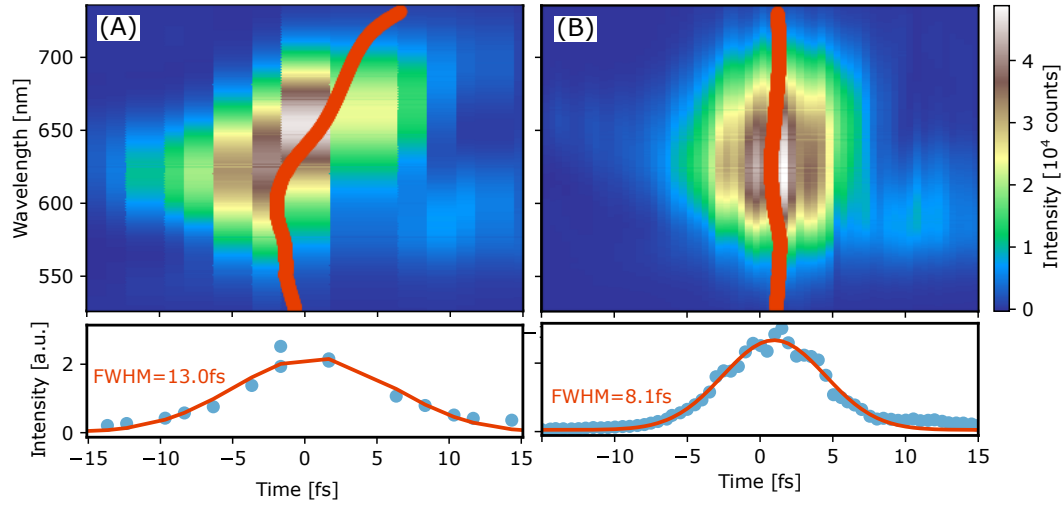 (A)
(B)
Wavelength [nm]
700
650
600
550
Intensity [10⁴ counts]
4
3
2
1
0
Intensity [a.u.]
2
0
FWHM=13.0fs
FWHM=8.1fs
−15 −10 −5 0 5 10 15
−10 −5 0 5 10 15
Time [fs]
Time [fs]